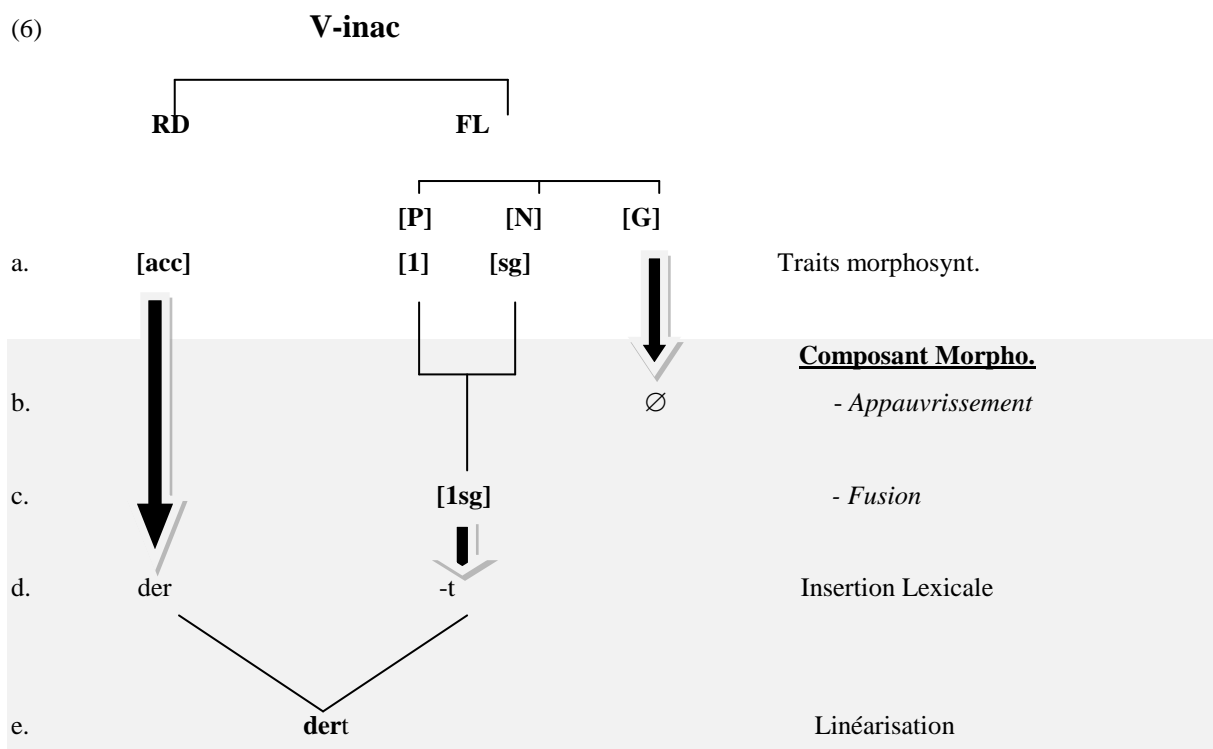 (6) V-inac
RD FL
[P] [N] [G]
a. [acc] [1] [sg] Traits morphosynt.
Composant Morpho.
b. ∅ - Appauvrissement
c. [1sg] - Fusion
d. der -t Insertion Lexicale
e. dert Linéarisation